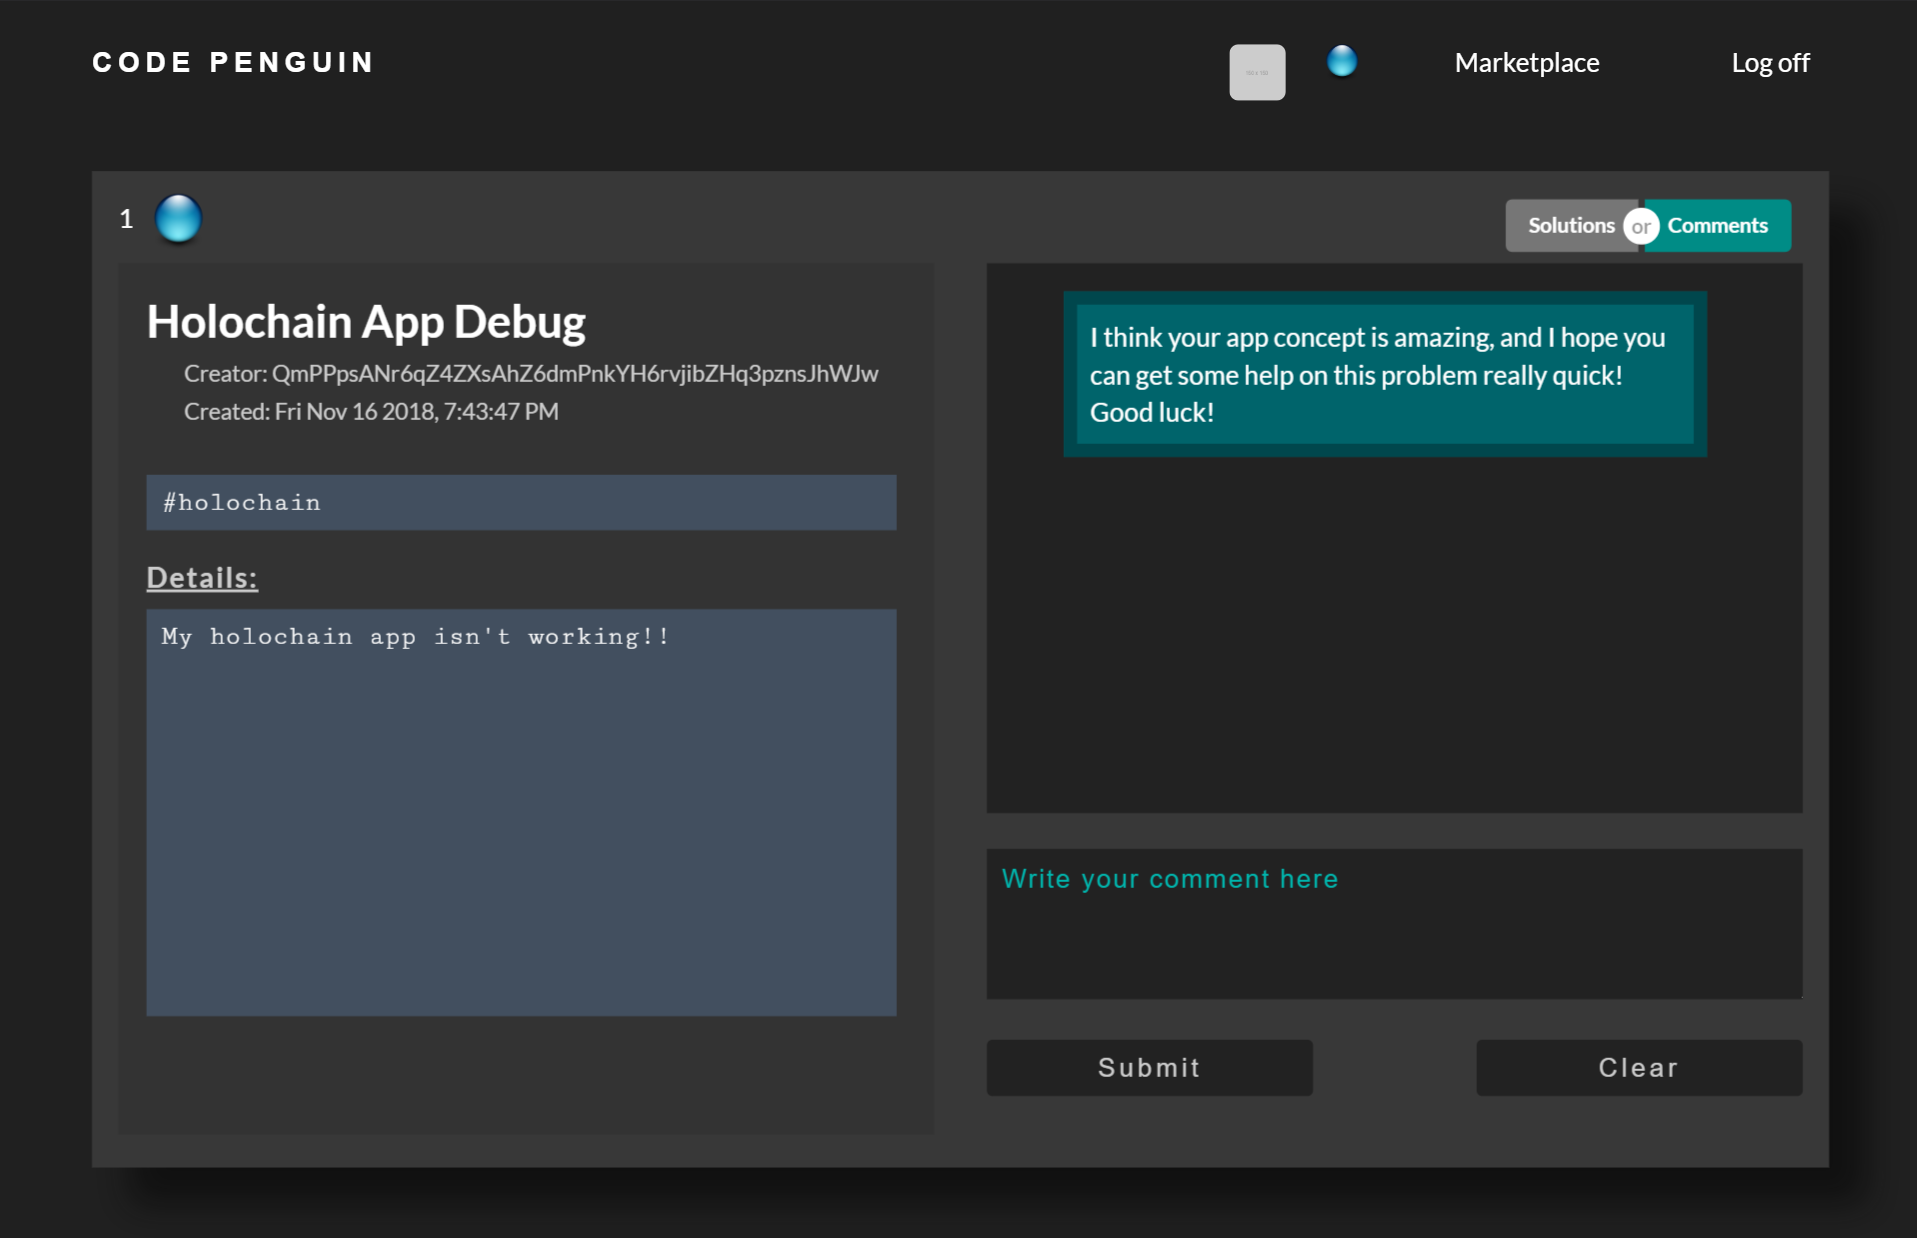 CODE PENGUIN
Marketplace
Log off
1
Solutions or Comments
Holochain App Debug
Creator: QmPPpsANr6qZ4ZXsAhZ6dmPnkYH6rvjibZHq3pznsJhWJw
Created: Fri Nov 16 2018, 7:43:47 PM
#holochain
Details:
My holochain app isn't working!!
I think your app concept is amazing, and I hope you
can get some help on this problem really quick!
Good luck!
Write your comment here
Submit
Clear